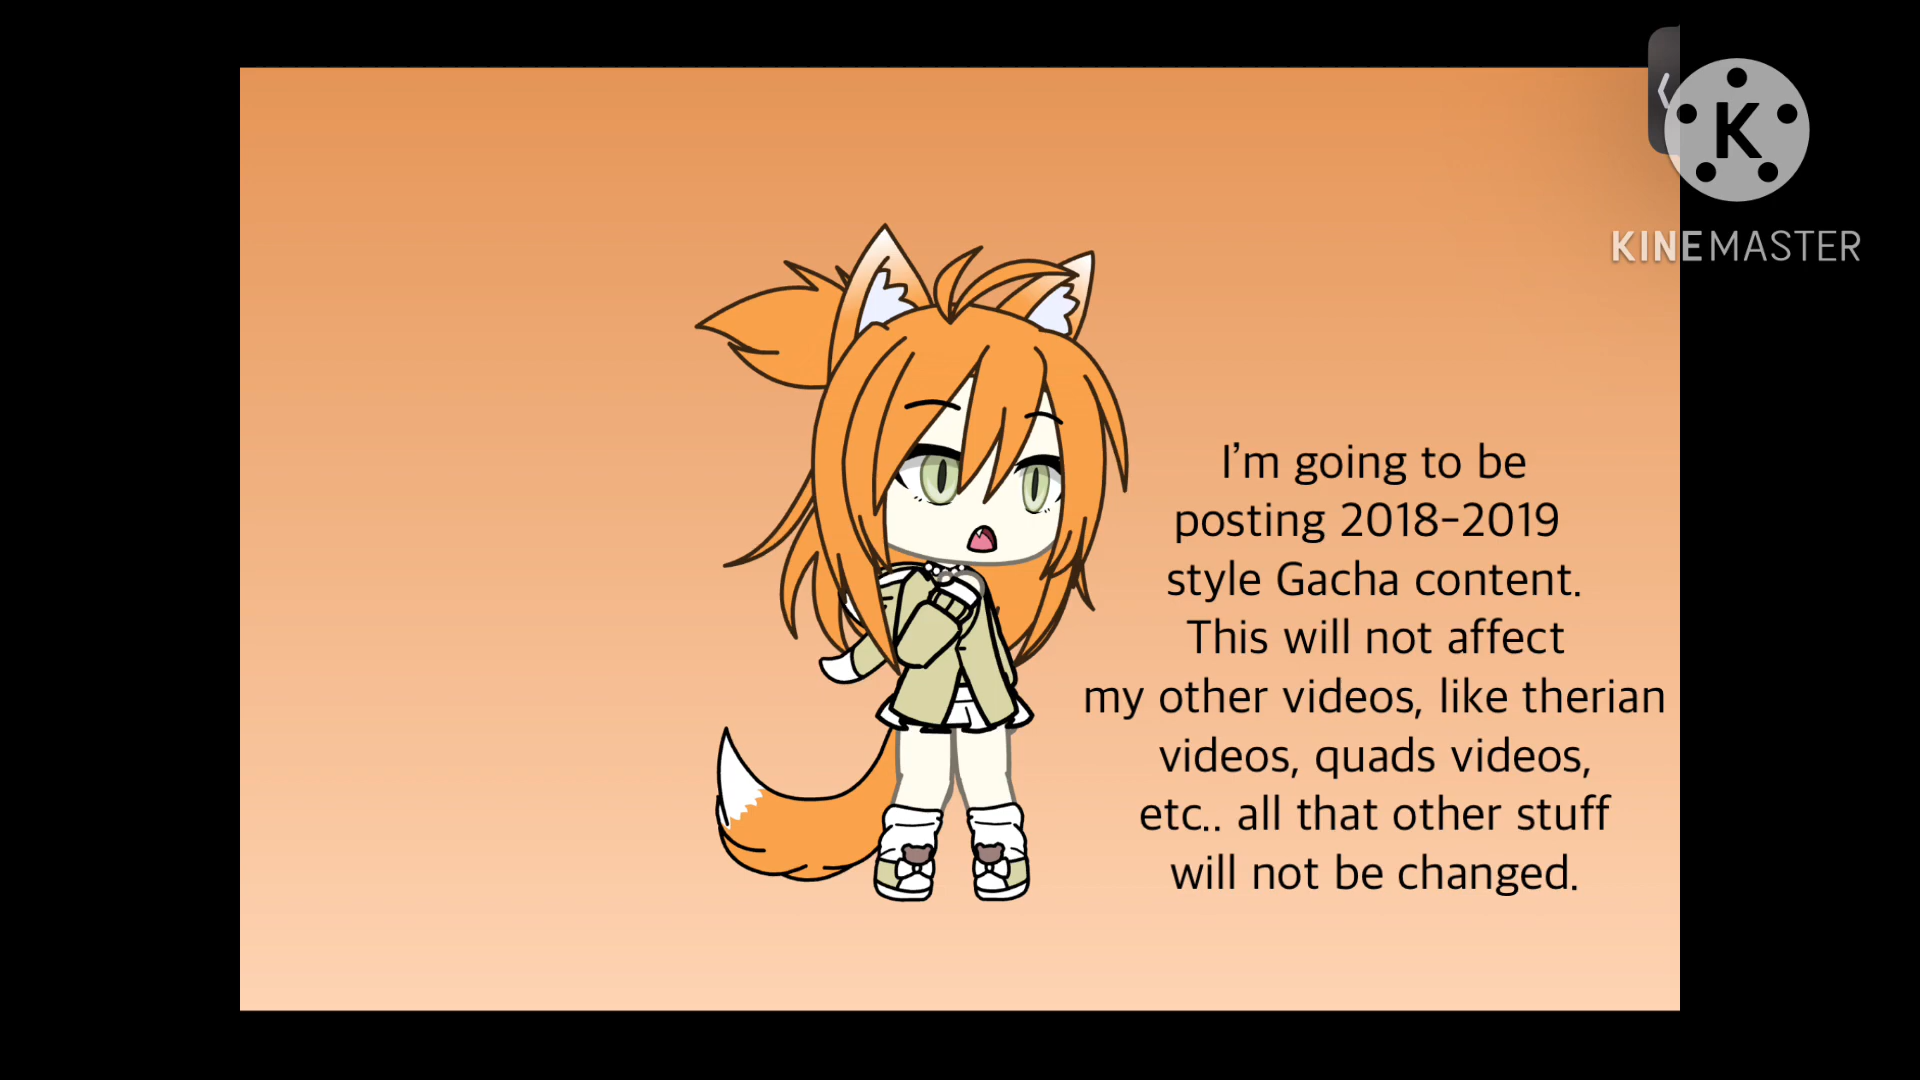 K
KINEMASTER
I'm going to be
posting 2018-2019
style Gacha content.
This will not affect
my other videos, like therian
videos, quads videos,
etc.. all that other stuff
will not be changed.